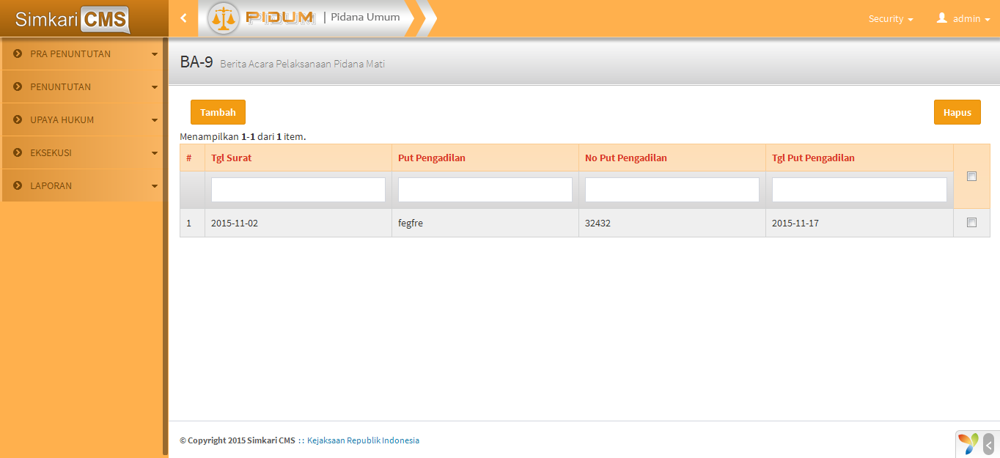 Simkari CMS
PIDUM | Pidana Umum
Security
admin
PRA PENUNTUTAN
PENUNTUTAN
UPAYA HUKUM
EKSEKUSI
LAPORAN
BA-9 Berita Acara Pelaksanaan Pidana Mati
Tambah
Hapus
Menampilkan 1-1 dari 1 item.
# Tgl Surat Put Pengadilan No Put Pengadilan Tgl Put Pengadilan
1 2015-11-02 fegfre 32432 2015-11-17
© Copyright 2015 Simkari CMS :: Kejaksaan Republik Indonesia